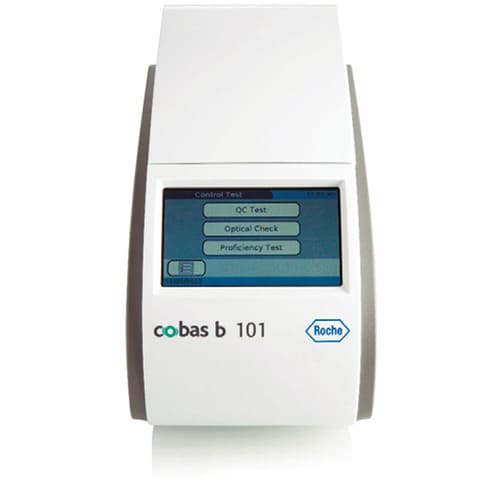 Control Test
QC Test
Optical Check
Proficiency Test
cobas b 101
Roche